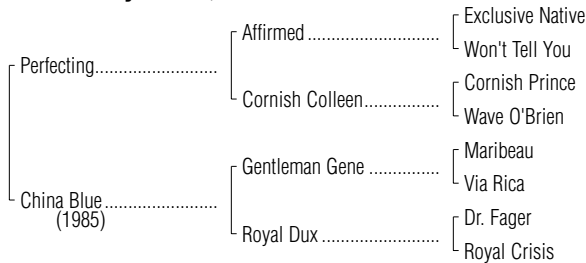 Exclusive Native
Affirmed
Won't Tell You
Perfecting
Cornish Prince
Cornish Colleen
Wave O'Brien
Maribeau
Gentleman Gene
Via Rica
China Blue
(1985)
Dr. Fager
Royal Dux
Royal Crisis